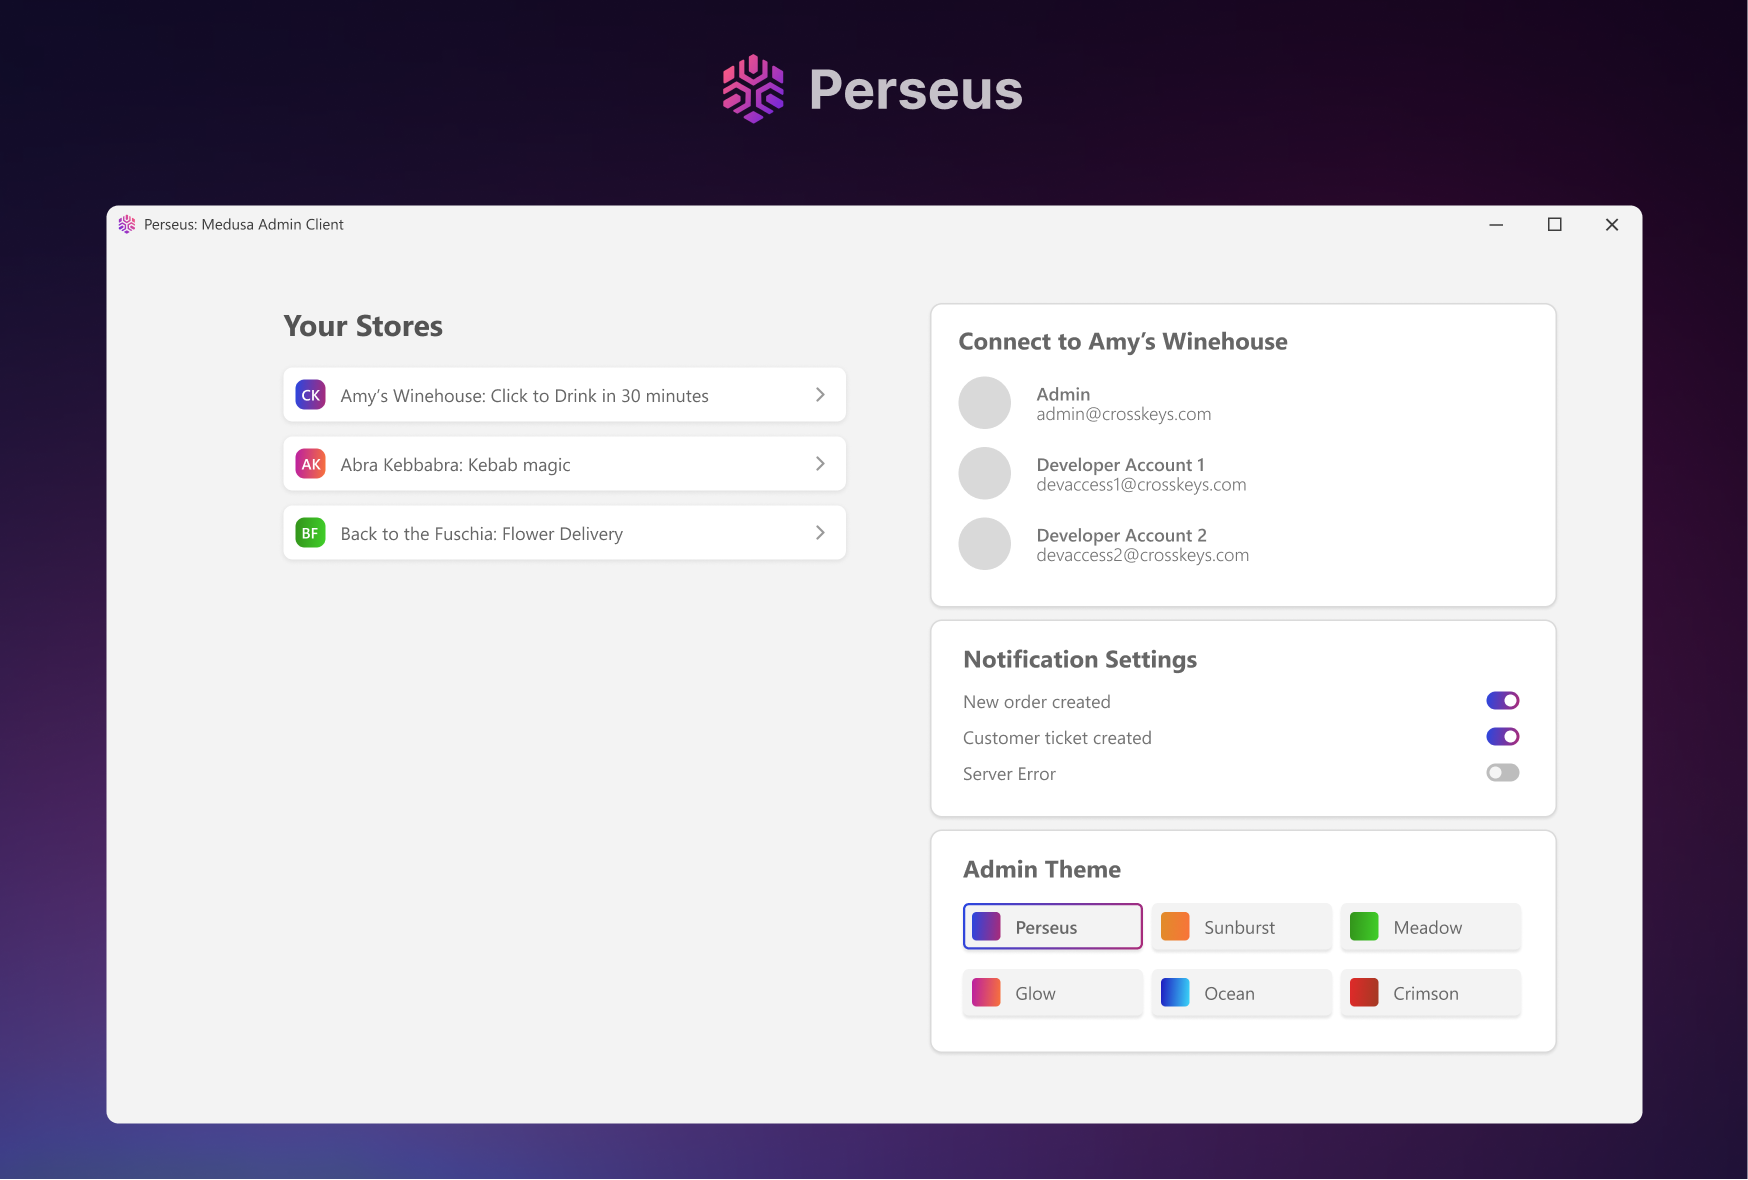 Perseus
Perseus: Medusa Admin Client
Your Stores
CK Amy’s Winehouse: Click to Drink in 30 minutes
AK Abra Kebbabra: Kebab magic
BF Back to the Fuschia: Flower Delivery
Connect to Amy’s Winehouse
Admin
admin@crosskeys.com
Developer Account 1
devaccess1@crosskeys.com
Developer Account 2
devaccess2@crosskeys.com
Notification Settings
New order created
Customer ticket created
Server Error
Admin Theme
Perseus Sunburst Meadow
Glow Ocean Crimson